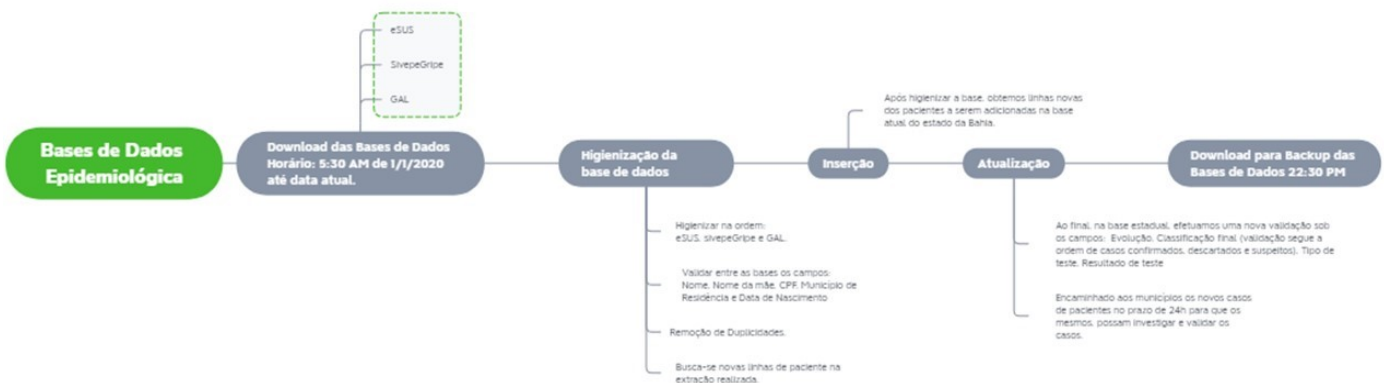 Bases de Dados
Epidemiológica
Download das Bases de Dados
Horário: 5:30 AM de 1/1/2020
até data atual.
eSUS
SivepeGripe
GAL
Higienização da
base de dados
Higienizar na ordem:
eSUS, sivepeGripe e GAL.
Validar entre as bases os campos:
Nome, Nome da mãe, CPF, Município de
Residência e Data de Nascimento
Remoção de Duplicidades.
Busca-se novas linhas de paciente na
extração realizada.
Inserção
Após higienizar a base, obtemos linhas novas
dos pacientes a serem adicionadas na base
atual do estado da Bahia.
Atualização
Ao final, na base estadual, efetuamos uma nova validação sob
os campos: Evolução, Classificação final (validação segue a
ordem de casos confirmados, descartados e suspeitos), Tipo de
teste, Resultado de teste
Encaminhado aos municípios os novos casos
de pacientes no prazo de 24h para que os
mesmos, possam investigar e validar os
casos.
Download para Backup das
Bases de Dados 22:30 PM